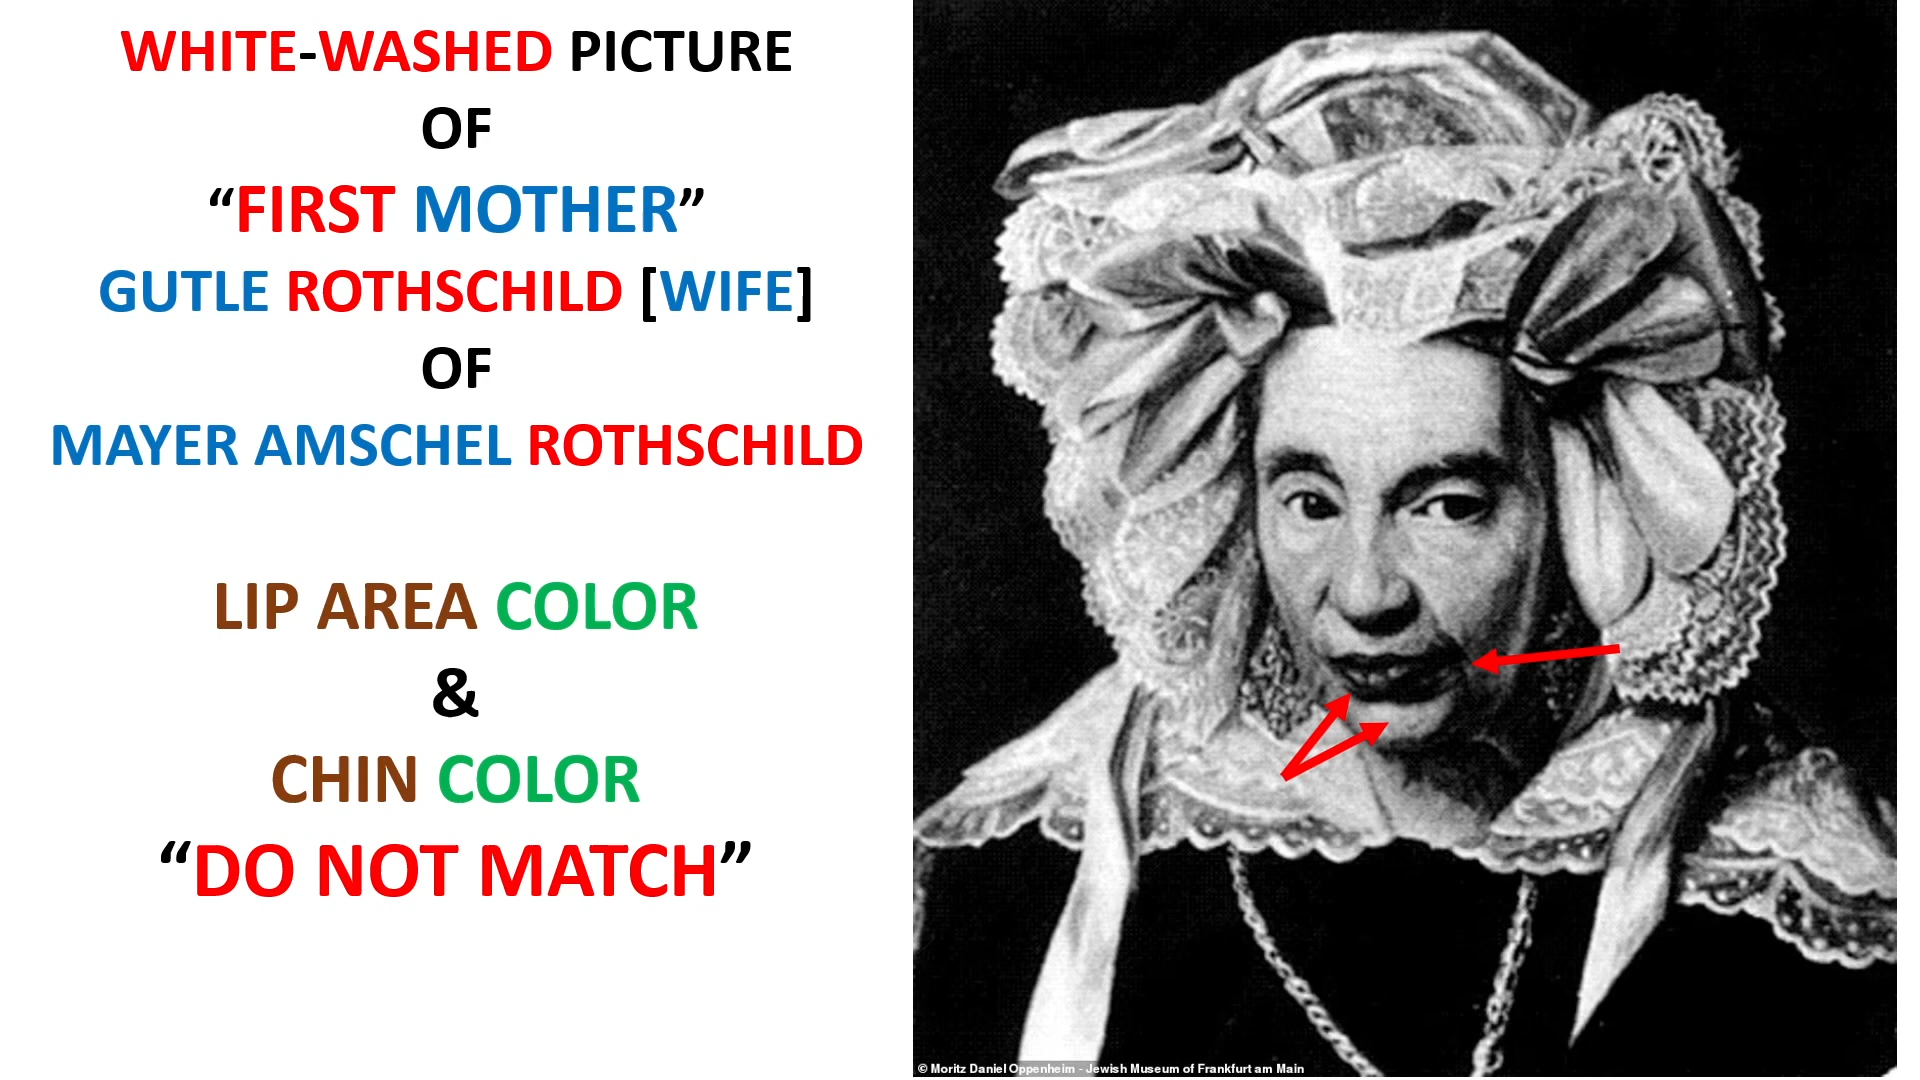 WHITE-WASHED PICTURE
OF
“FIRST MOTHER”
GUTLE ROTHSCHILD [WIFE]
OF
MAYER AMSCHEL ROTHSCHILD
LIP AREA COLOR
&
CHIN COLOR
“DO NOT MATCH”
© Moritz Daniel Oppenheim - Jewish Museum of Frankfurt am Main